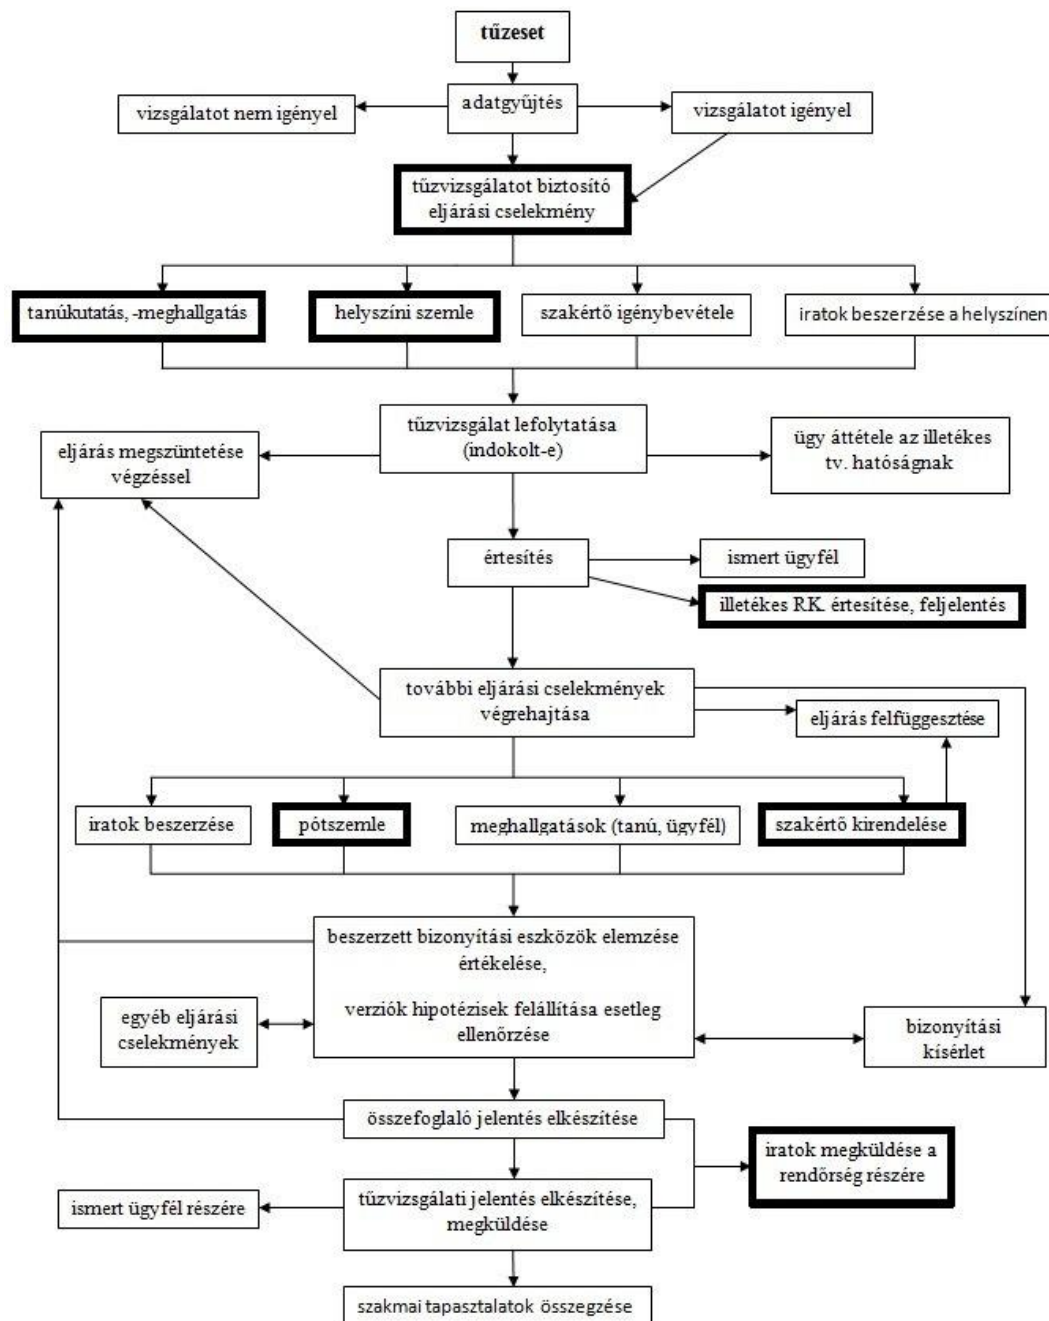 tűzeset
adatgyűjtés
vizsgálatot nem igényel
vizsgálatot igényel
tűzvizsgálatot biztosító
eljárási cselekmény
tanúkutatás, -meghallgatás
helyszíni szemle
szakértő igénybevétele
iratok beszerzése a helyszínen
tűzvizsgálat lefolytatása
(indokolt-e)
eljárás megszüntetése
végzéssel
ügy áttétele az illetékes
tv. hatóságnak
értesítés
ismert ügyfél
illetékes RK. értesítése, feljelentés
további eljárási cselekmények
végrehajtása
eljárás felfüggesztése
iratok beszerzése
pótszemle
meghallgatások (tanú, ügyfél)
szakértő kirendelése
beszerzett bizonyítási eszközök elemzése
értékelése,
verziók hipotézisek felállítása esetleg
ellenőrzése
egyéb eljárási
cselekmények
bizonyítási
kísérlet
összefoglaló jelentés elkészítése
iratok megküldése a
rendőrség részére
tűzvizsgálati jelentés elkészítése,
megküldése
ismert ügyfél részére
szakmai tapasztalatok összegzése